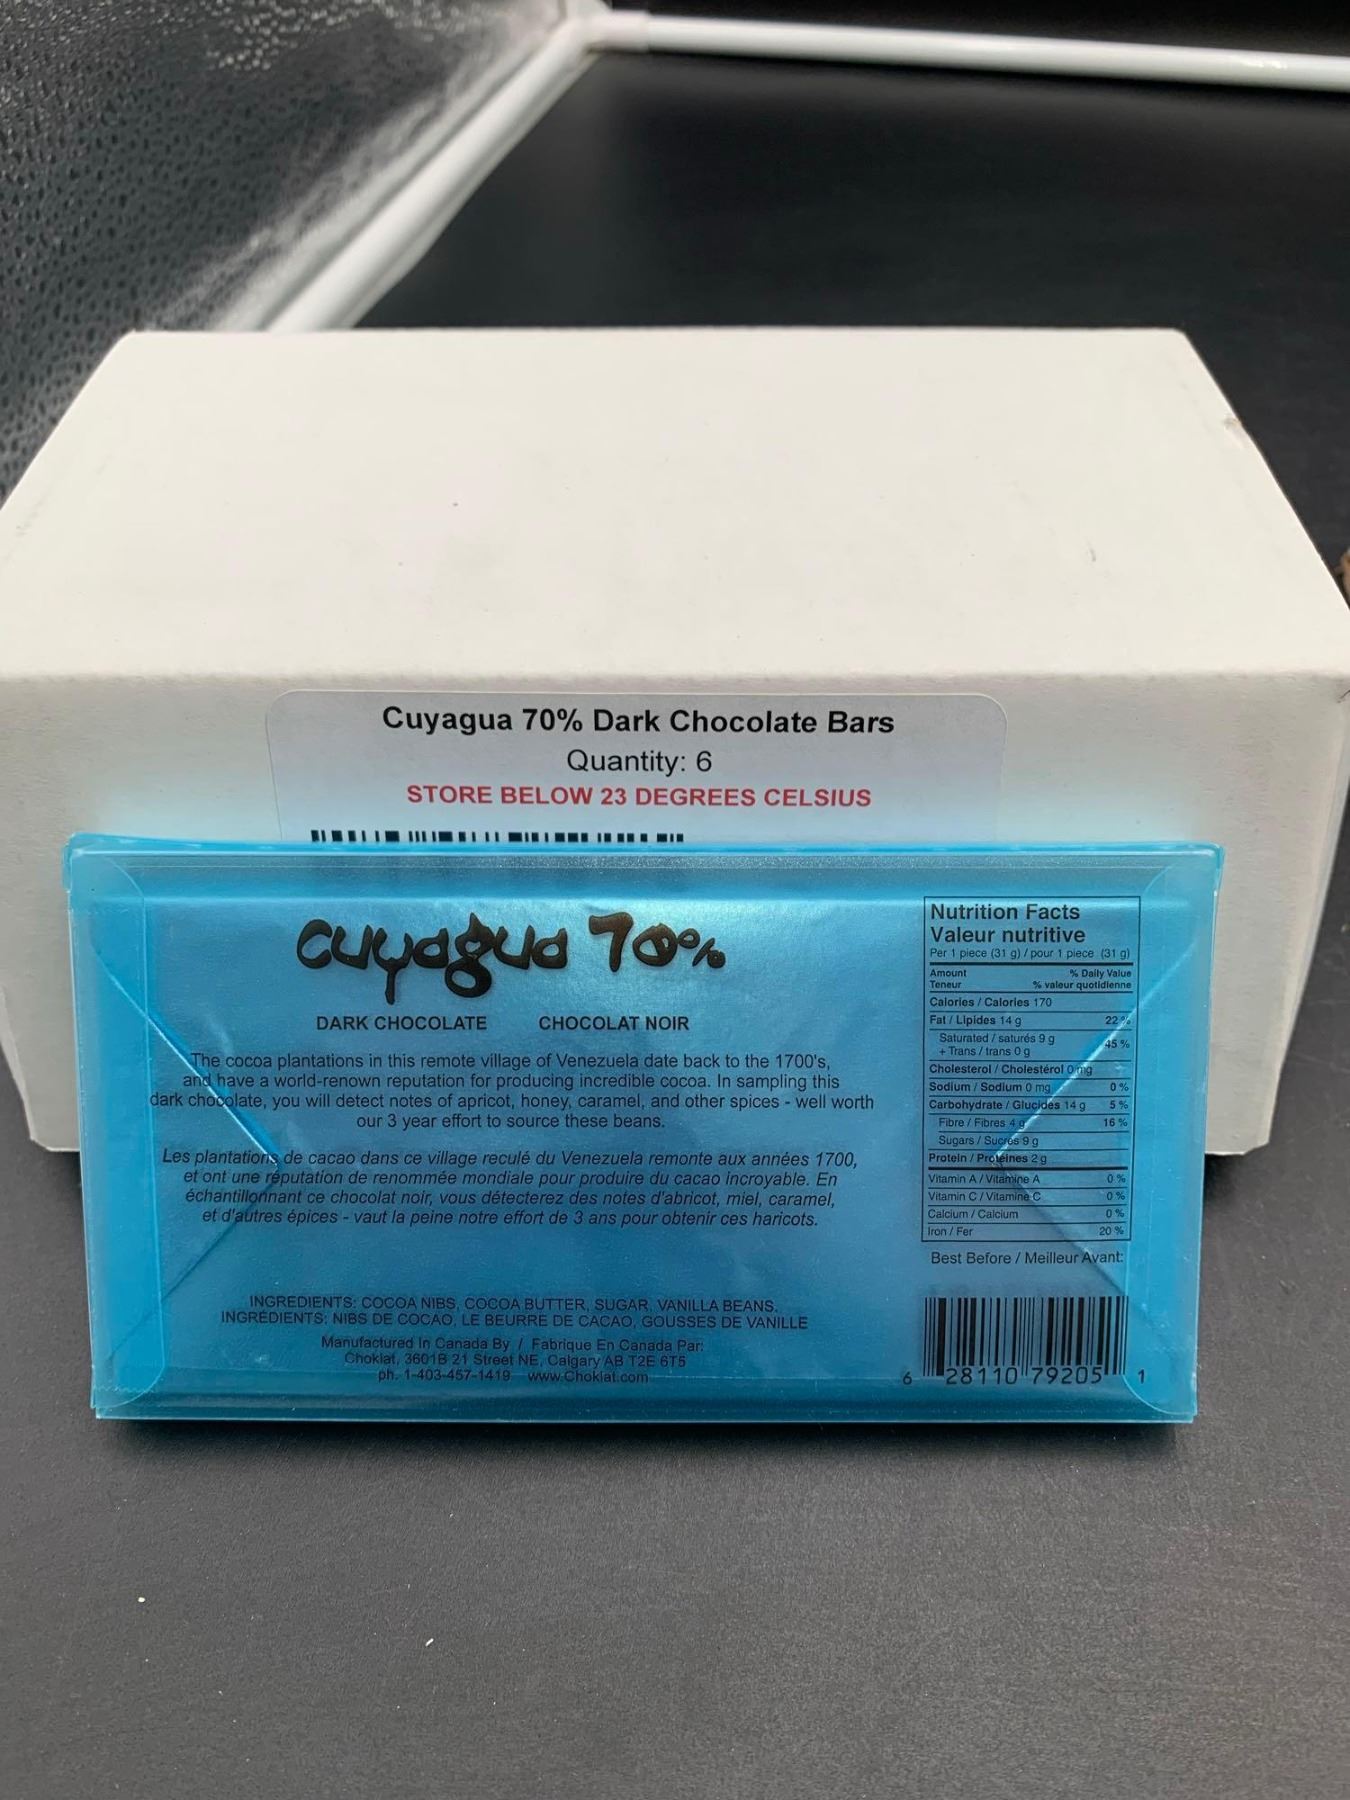 Cuyagua 70% Dark Chocolate Bars
Quantity: 6
STORE BELOW 23 DEGREES CELSIUS
cuyagua 70%
DARK CHOCOLATE CHOCOLAT NOIR
The cocoa plantations in this remote village of Venezuela date back to the 1700's,
and have a world-renown reputation for producing incredible cocoa. In sampling this
dark chocolate, you will detect notes of apricot, honey, caramel, and other spices - well worth
our 3 year effort to source these beans.
Les plantations de cacao dans ce village reculé du Venezuela remonte aux années 1700,
et ont une réputation de renommée mondiale pour produire du cacao incroyable. En
échantillonnant ce chocolat noir, vous détecterez des notes d'abricot, miel, caramel,
et d'autres épices - vaut la peine notre effort de 3 ans pour obtenir ces haricots.
INGREDIENTS: COCOA NIBS, COCOA BUTTER, SUGAR, VANILLA BEANS.
INGRÉDIENTS: NIBS DE COCAO, LE BEURRE DE CACAO, GOUSSES DE VANILLE
Manufactured In Canada By / Fabrique En Canada Par:
Choklat, 3601B 21 Street NE, Calgary AB T2E 6T5
ph. 1-403-457-1419 www.Choklat.com
Nutrition Facts
Valeur nutritive
Per 1 piece (31 g) / pour 1 piece (31 g)
Amount % Daily Value
Teneur % valeur quotidienne
Calories / Calories 170
Fat / Lipides 14 g 22 %
Saturated / saturés 9 g
+ Trans / trans 0 g 45 %
Cholesterol / Cholestérol 0 mg
Sodium / Sodium 0 mg 0 %
Carbohydrate / Glucides 14 g 5 %
Fibre / Fibres 4 g 16 %
Sugars / Sucres 9 g
Protein / Protéines 2 g
Vitamin A / Vitamine A 0 %
Vitamin C / Vitamine C 0 %
Calcium / Calcium 0 %
Iron / Fer 20 %
Best Before / Meilleur Avant:
6 28110 79205 1